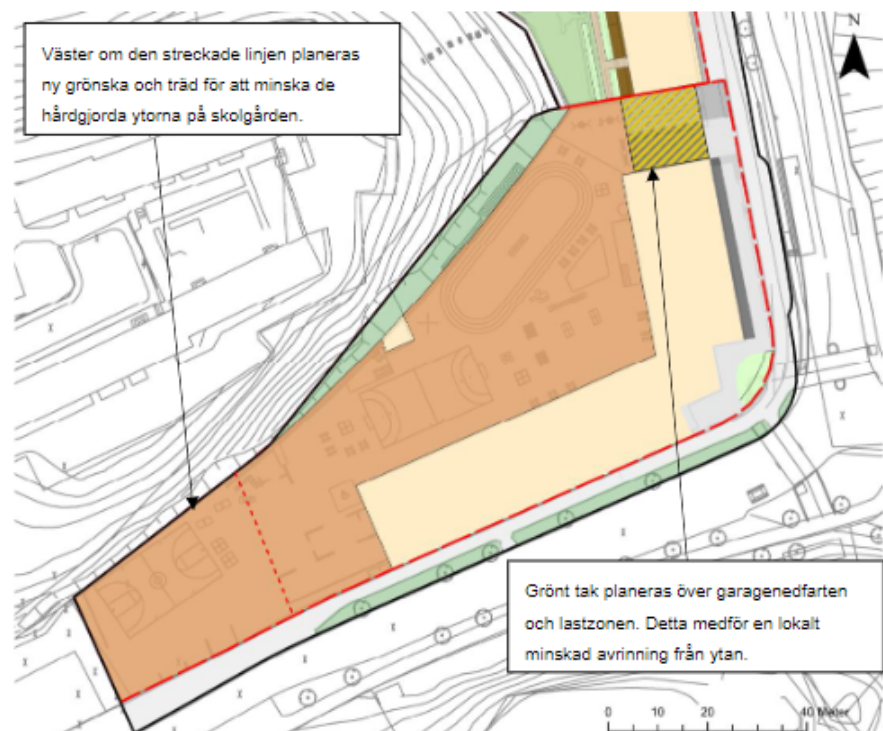 Väster om den streckade linjen planeras
ny grönska och träd för att minska de
hårdgjorda ytorna på skolgården.
N
Grönt tak planeras över garagenedfarten
och lastzonen. Detta medför en lokalt
minskad avrinning från ytan.
0 10 20 40 Meter